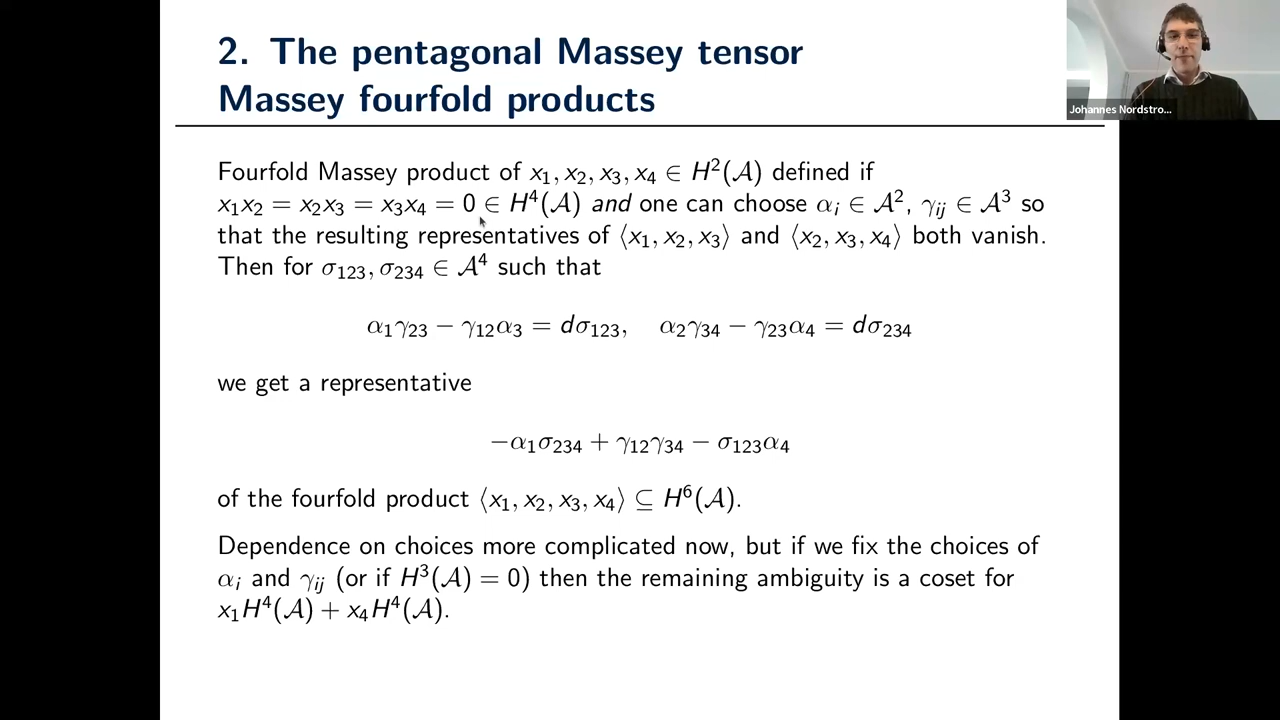 2. The pentagonal Massey tensor
Massey fourfold products
Johannes Nordstro...
Fourfold Massey product of x₁, x₂, x₃, x₄ ∈ H²(𝒜) defined if
x₁x₂ = x₂x₃ = x₃x₄ = 0 ∈ H⁴(𝒜) and one can choose αᵢ ∈ 𝒜², γᵢⱼ ∈ 𝒜³ so
that the resulting representatives of ⟨x₁, x₂, x₃⟩ and ⟨x₂, x₃, x₄⟩ both vanish.
Then for σ₁₂₃, σ₂₃₄ ∈ 𝒜⁴ such that
α₁γ₂₃ − γ₁₂α₃ = dσ₁₂₃, α₂γ₃₄ − γ₂₃α₄ = dσ₂₃₄
we get a representative
−α₁σ₂₃₄ + γ₁₂γ₃₄ − σ₁₂₃α₄
of the fourfold product ⟨x₁, x₂, x₃, x₄⟩ ⊆ H⁶(𝒜).
Dependence on choices more complicated now, but if we fix the choices of
αᵢ and γᵢⱼ (or if H³(𝒜) = 0) then the remaining ambiguity is a coset for
x₁H⁴(𝒜) + x₄H⁴(𝒜).